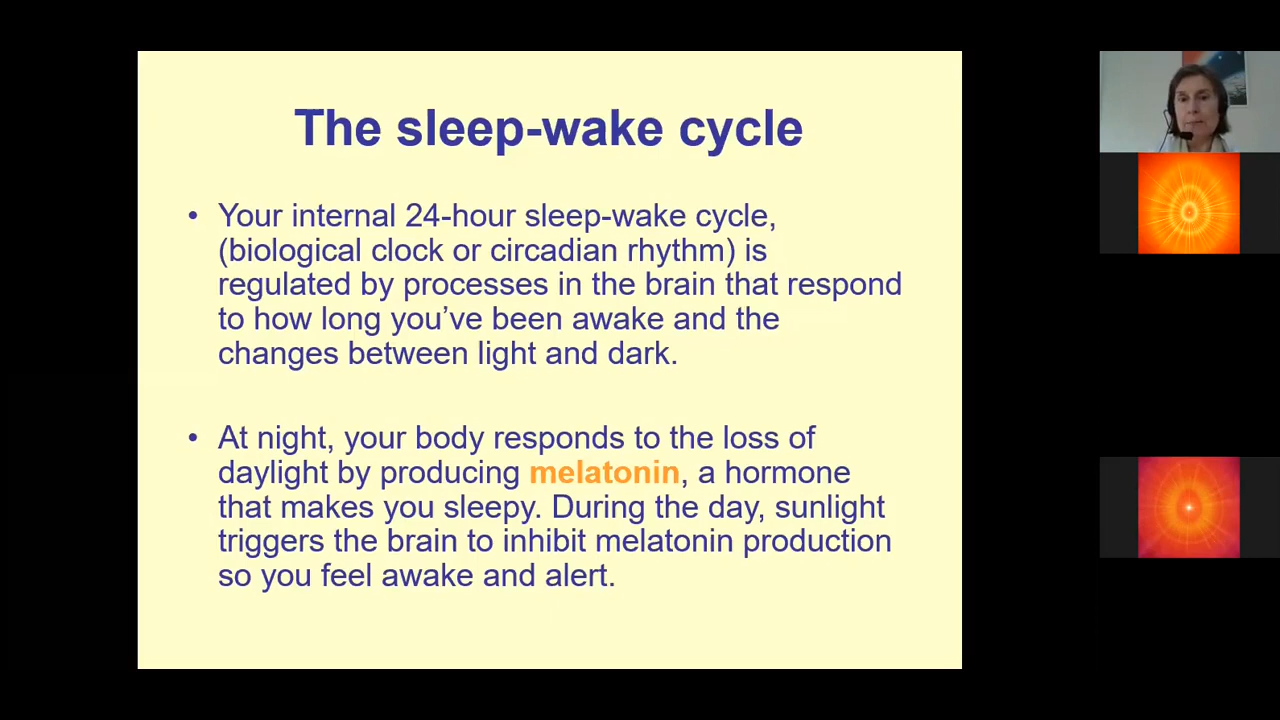 The sleep-wake cycle
• Your internal 24-hour sleep-wake cycle,
(biological clock or circadian rhythm) is
regulated by processes in the brain that respond
to how long you’ve been awake and the
changes between light and dark.
• At night, your body responds to the loss of
daylight by producing melatonin, a hormone
that makes you sleepy. During the day, sunlight
triggers the brain to inhibit melatonin production
so you feel awake and alert.